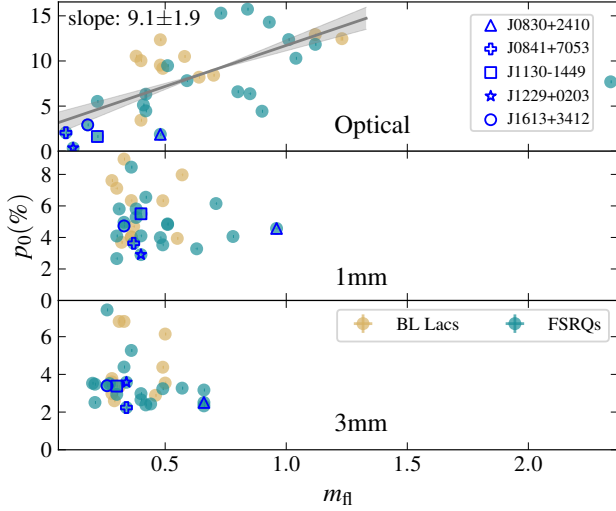 slope: 9.1±1.9
J0830+2410
J0841+7053
J1130-1449
J1229+0203
J1613+3412
Optical
15
10
5
0
p₀(%)
8
6
4
2
0
1mm
BL Lacs
FSRQs
6
4
2
0
3mm
0.5
1.0
1.5
2.0
m_fl